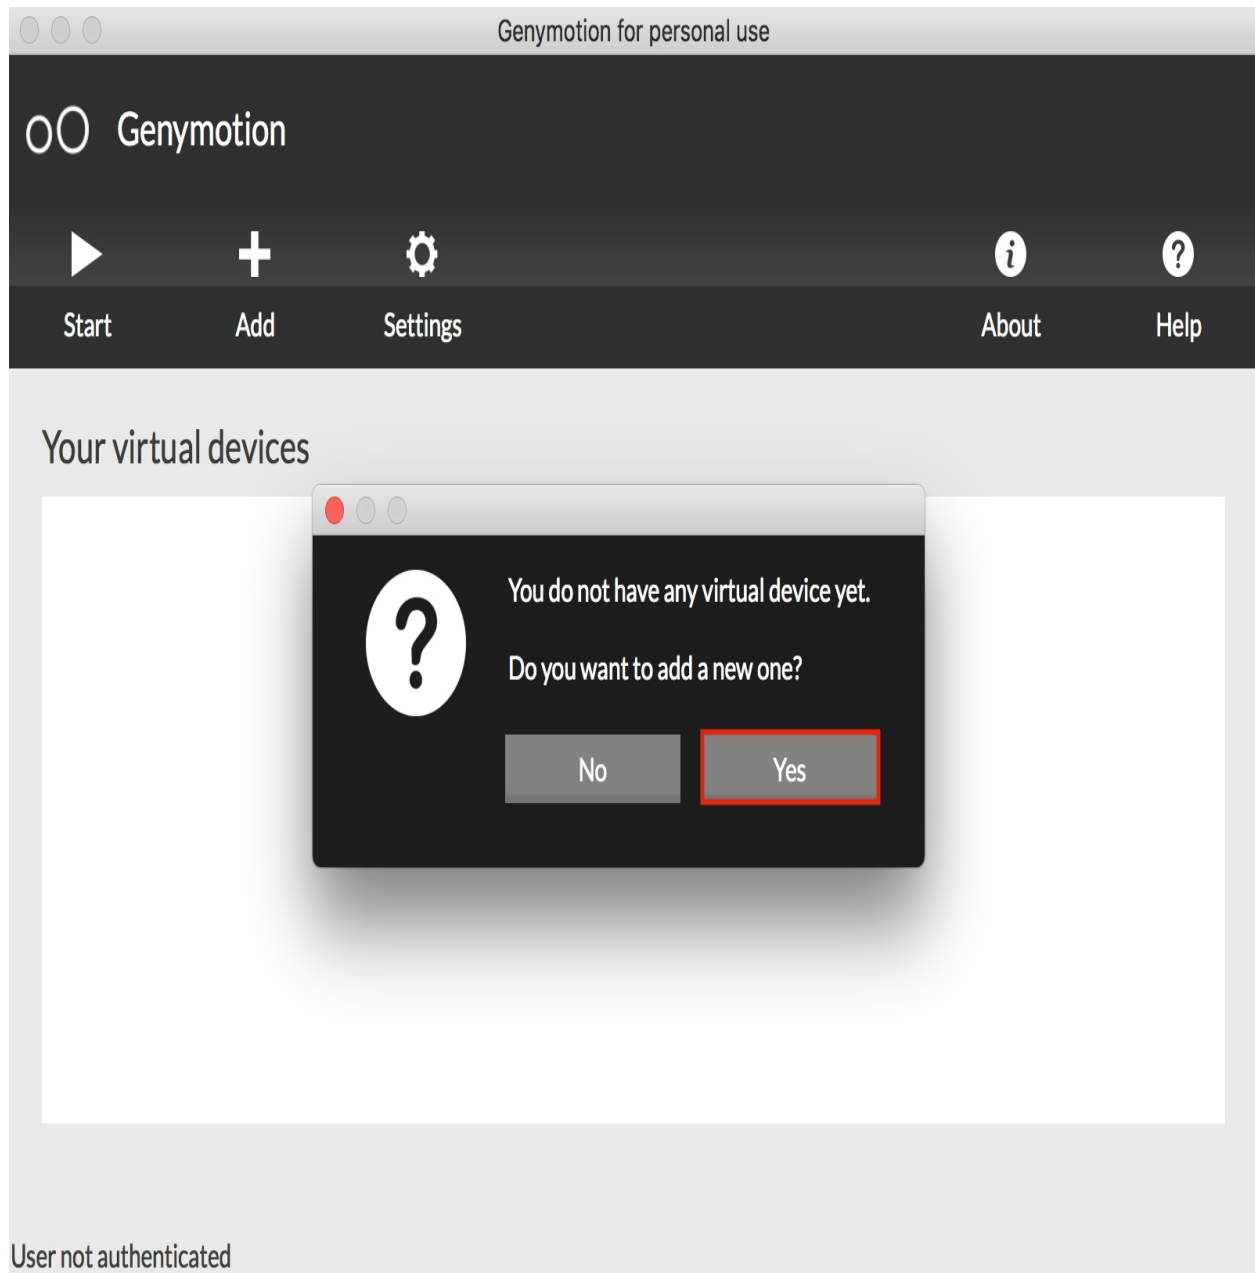 Genymotion for personal use
Genymotion
Start Add Settings About Help
Your virtual devices
You do not have any virtual device yet.
Do you want to add a new one?
No Yes
User not authenticated